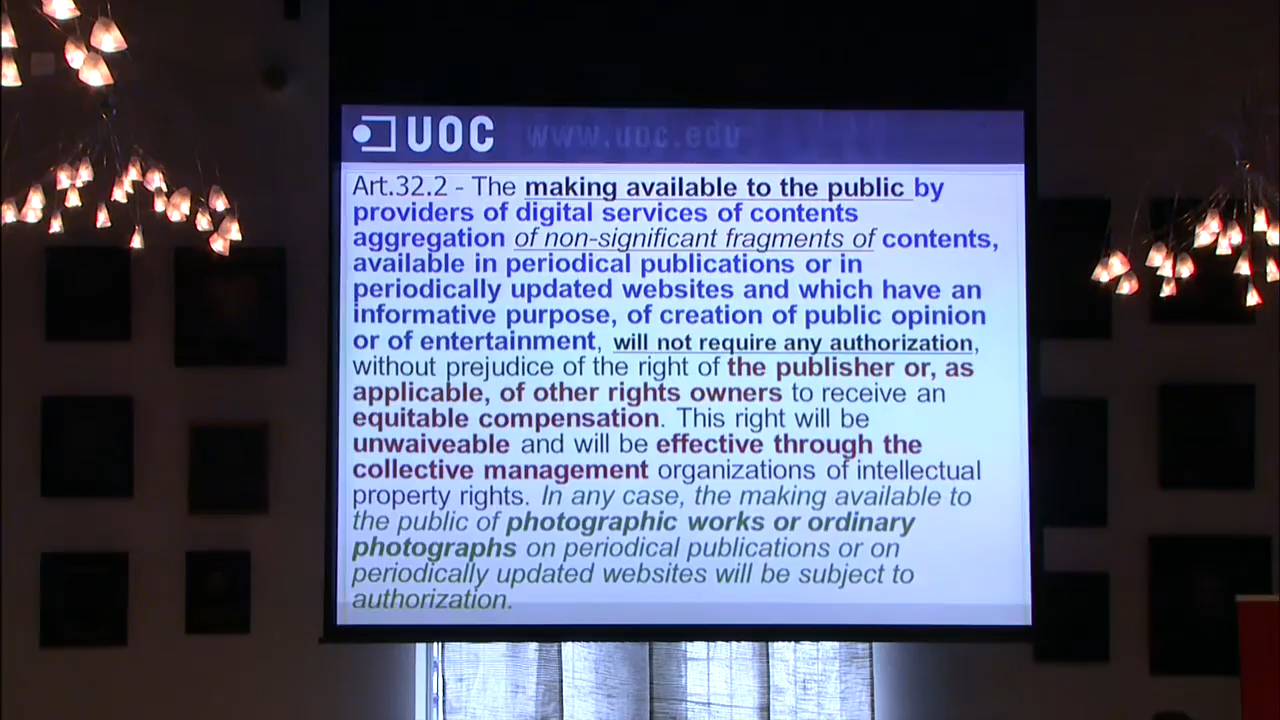 UOC www.uoc.edu
Art.32.2 - The making available to the public by
providers of digital services of contents
aggregation of non-significant fragments of contents,
available in periodical publications or in
periodically updated websites and which have an
informative purpose, of creation of public opinion
or of entertainment, will not require any authorization,
without prejudice of the right of the publisher or, as
applicable, of other rights owners to receive an
equitable compensation. This right will be
unwaiveable and will be effective through the
collective management organizations of intellectual
property rights. In any case, the making available to
the public of photographic works or ordinary
photographs on periodical publications or on
periodically updated websites will be subject to
authorization.